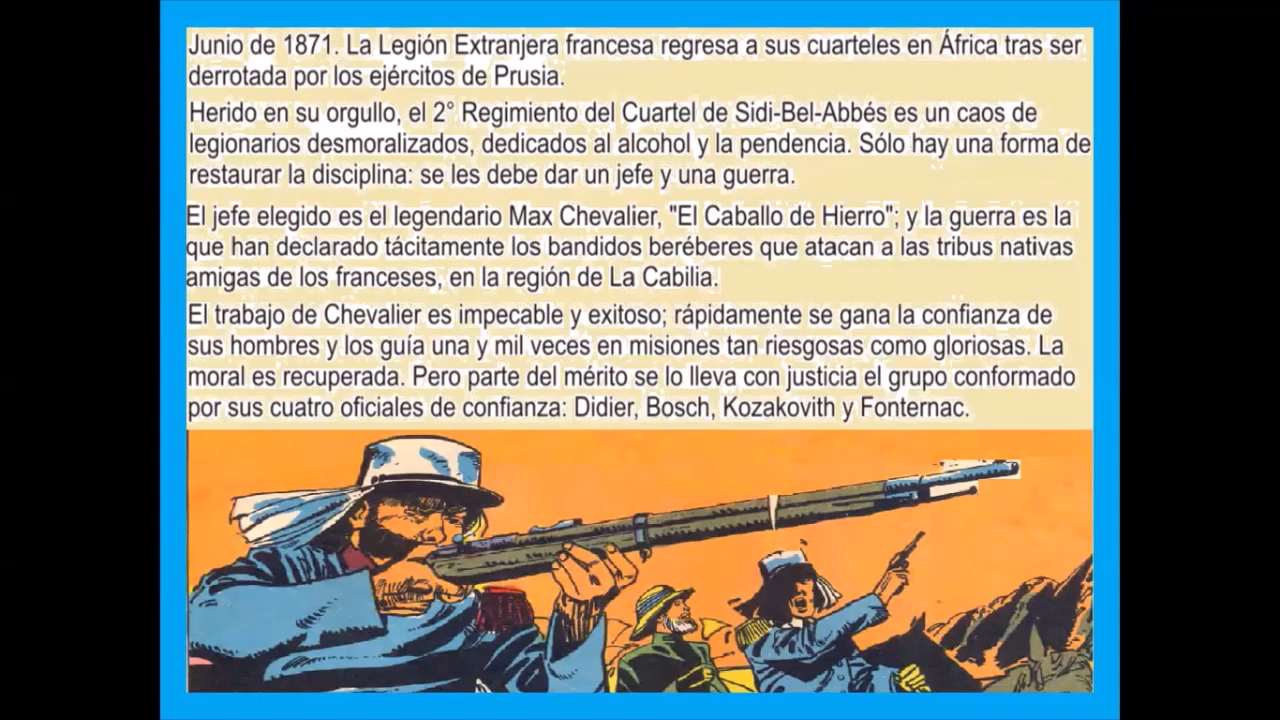 Junio de 1871. La Legión Extranjera francesa regresa a sus cuarteles en África tras ser
derrotada por los ejércitos de Prusia.
Herido en su orgullo, el 2° Regimiento del Cuartel de Sidi-Bel-Abbés es un caos de
legionarios desmoralizados, dedicados al alcohol y la pendencia. Sólo hay una forma de
restaurar la disciplina: se les debe dar un jefe y una guerra.
El jefe elegido es el legendario Max Chevalier, "El Caballo de Hierro"; y la guerra es la
que han declarado tácitamente los bandidos beréberes que atacan a las tribus nativas
amigas de los franceses, en la región de La Cabilia.
El trabajo de Chevalier es impecable y exitoso; rápidamente se gana la confianza de
sus hombres y los guía una y mil veces en misiones tan riesgosas como gloriosas. La
moral es recuperada. Pero parte del mérito se lo lleva con justicia el grupo conformado
por sus cuatro oficiales de confianza: Didier, Bosch, Kozakovith y Fonternac.